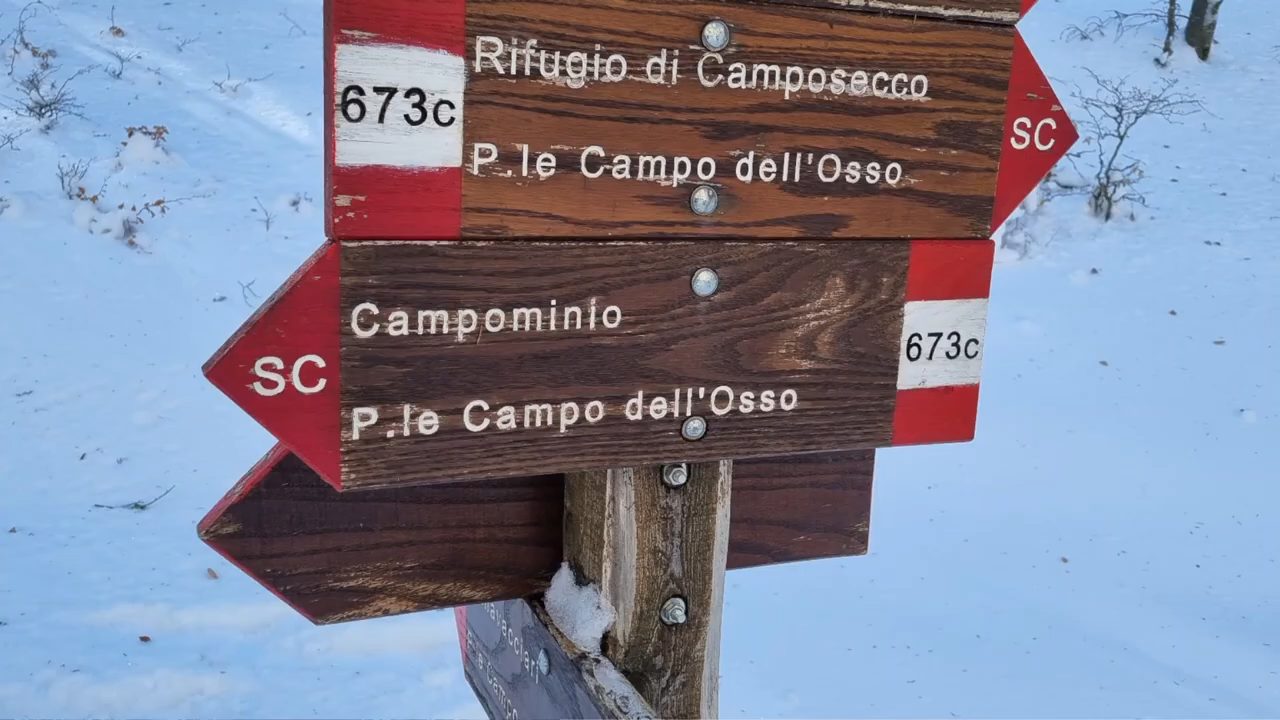 673c
Rifugio di Camposecco
P.le Campo dell'Osso
SC
SC
Campominio
P.le Campo dell'Osso
673c